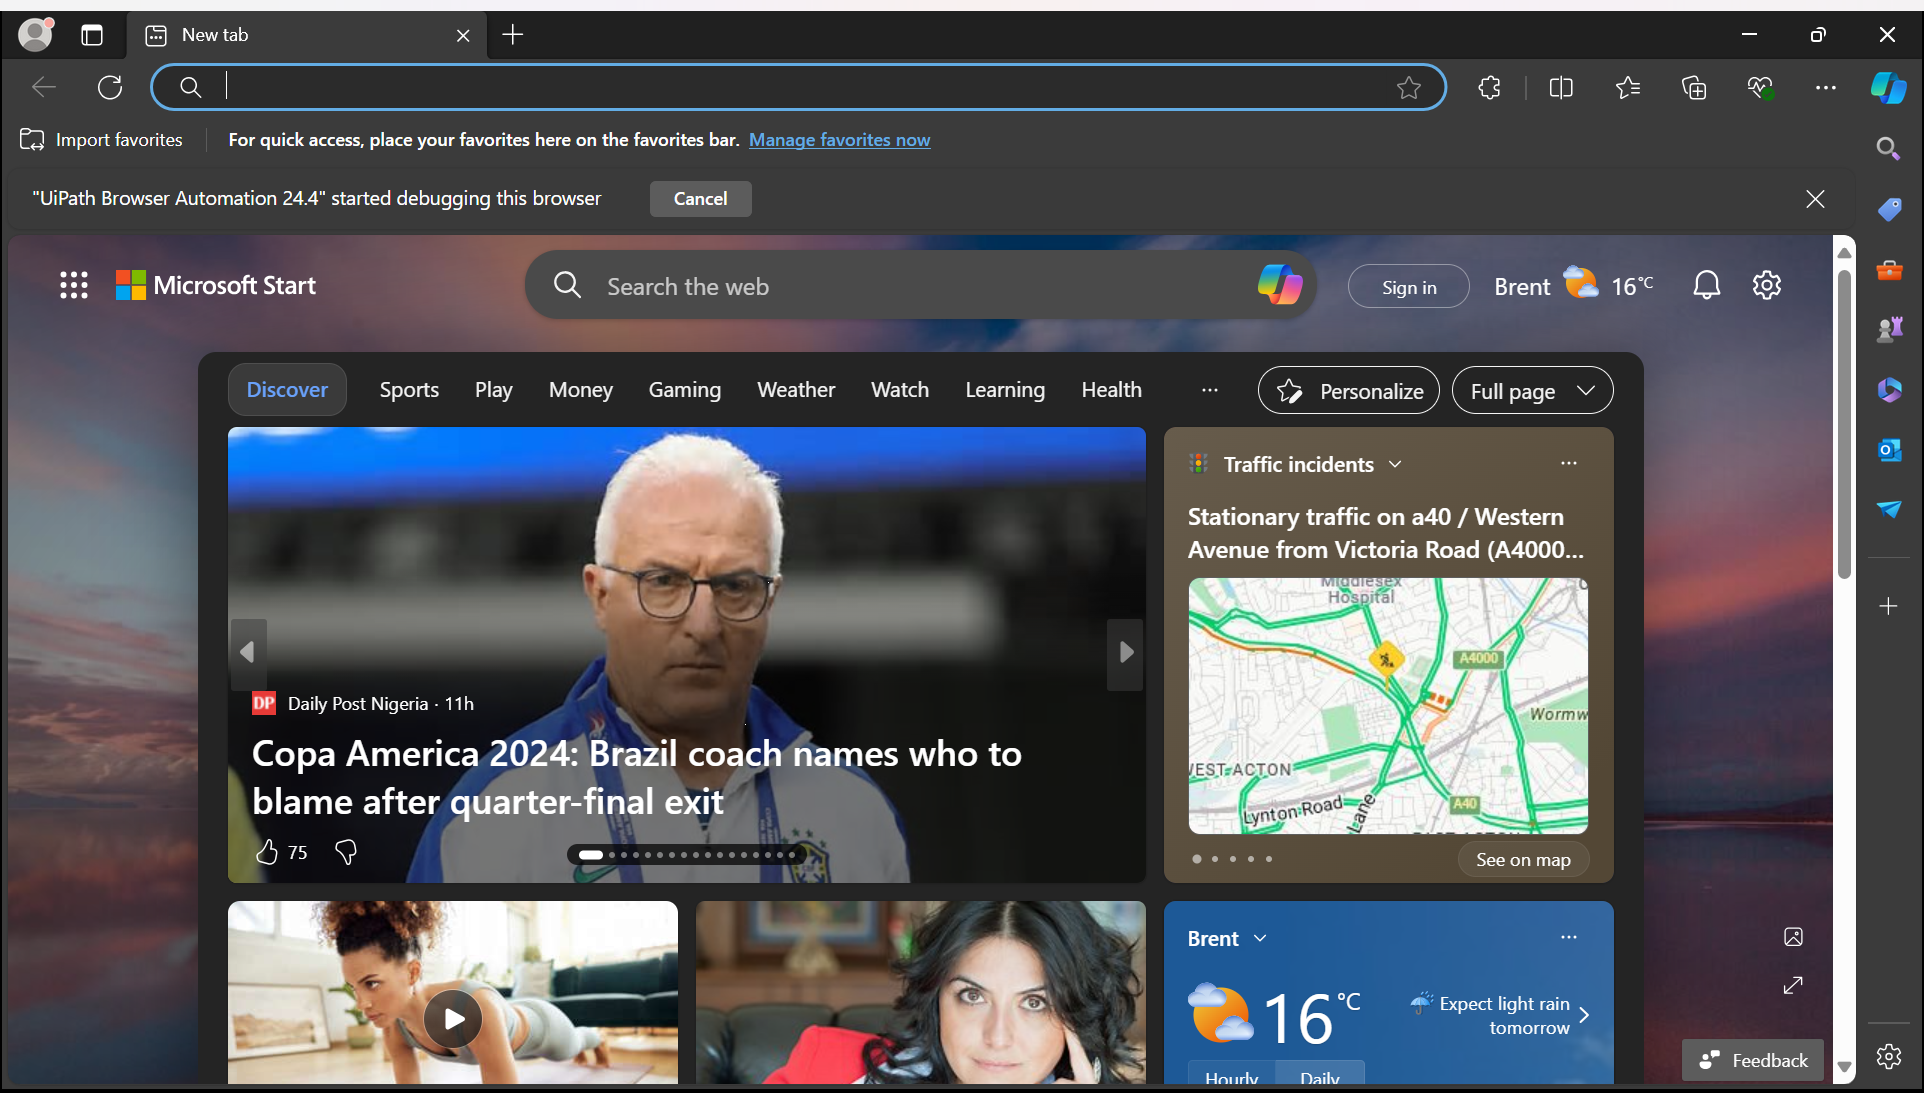 New tab
Import favorites
For quick access, place your favorites here on the favorites bar. Manage favorites now
"UiPath Browser Automation 24.4" started debugging this browser
Cancel
Microsoft Start
Search the web
Sign in
Brent
16°C
Discover
Sports
Play
Money
Gaming
Weather
Watch
Learning
Health
Personalize
Full page
DP
Daily Post Nigeria · 11h
Copa America 2024: Brazil coach names who to
blame after quarter-final exit
75
Traffic incidents
Stationary traffic on a40 / Western
Avenue from Victoria Road (A4000...
Middlesex
Hospital
A4000
Wormw
WEST ACTON
Lynton Road
Lane
A40
See on map
Brent
16°C
Expect light rain
tomorrow
Hourly
Daily
Feedback